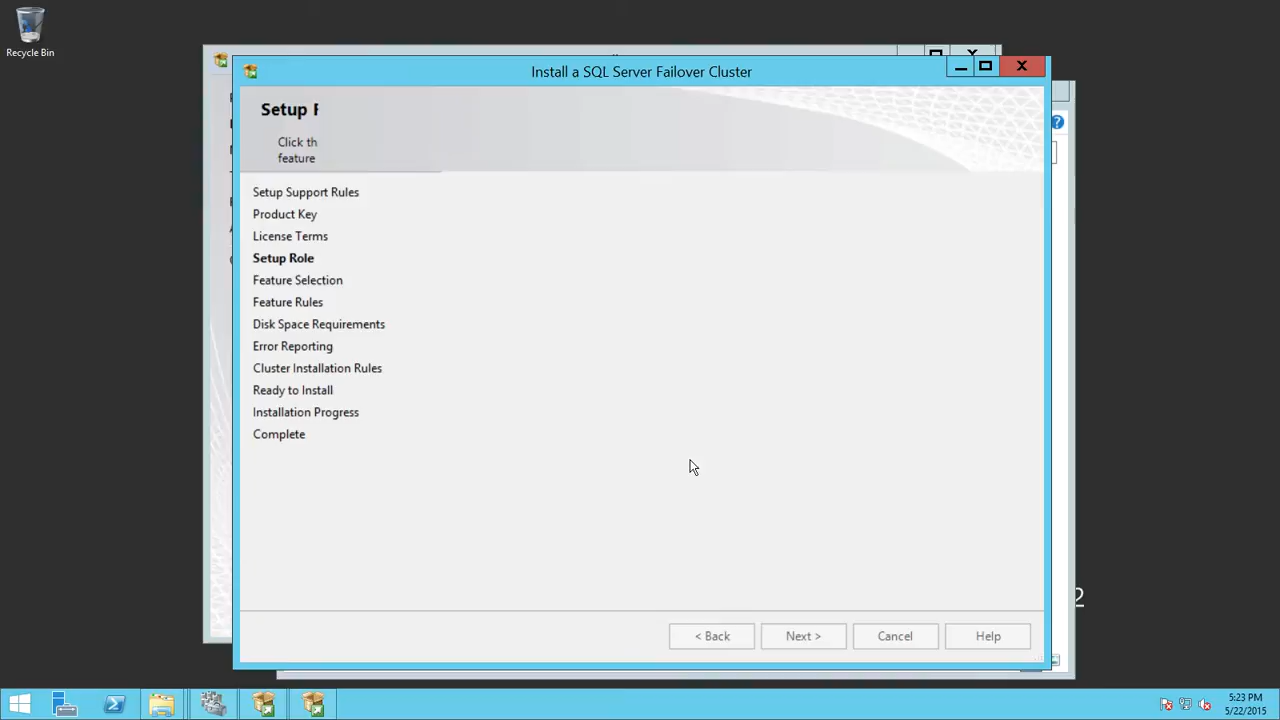 Recycle Bin
Install a SQL Server Failover Cluster
Setup
Click th
feature
Setup Support Rules
Product Key
License Terms
Setup Role
Feature Selection
Feature Rules
Disk Space Requirements
Error Reporting
Cluster Installation Rules
Ready to Install
Installation Progress
Complete
< Back
Next >
Cancel
Help
2
5:23 PM
5/22/2015